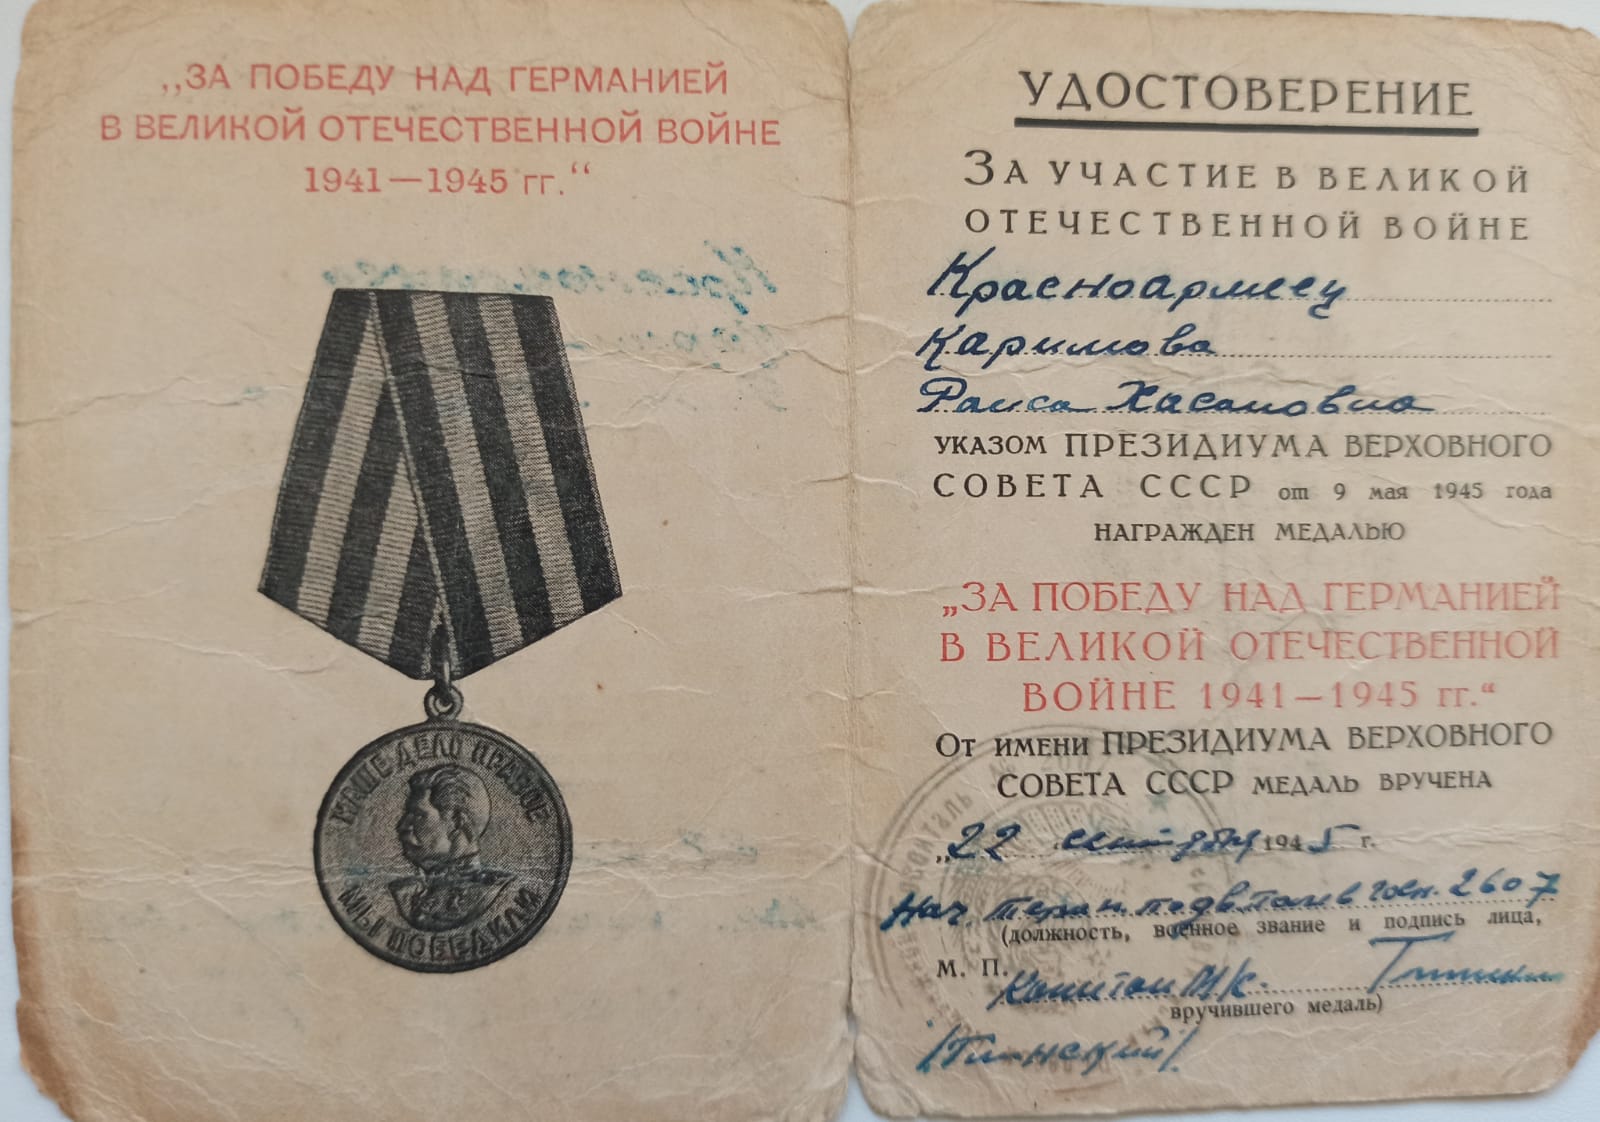 „ЗА ПОБЕДУ НАД ГЕРМАНИЕЙ
В ВЕЛИКОЙ ОТЕЧЕСТВЕННОЙ ВОЙНЕ
1941—1945 гг.“
НАШЕ ДЕЛО ПРАВОЕ
МЫ ПОБЕДИЛИ
УДОСТОВЕРЕНИЕ
ЗА УЧАСТИЕ В ВЕЛИКОЙ
ОТЕЧЕСТВЕННОЙ ВОЙНЕ
Красноармеец
Каримова
Раиса Хасановна
УКАЗОМ ПРЕЗИДИУМА ВЕРХОВНОГО
СОВЕТА СССР от 9 мая 1945 года
НАГРАЖДЕН МЕДАЛЬЮ
„ЗА ПОБЕДУ НАД ГЕРМАНИЕЙ
В ВЕЛИКОЙ ОТЕЧЕСТВЕННОЙ
ВОЙНЕ 1941—1945 гг.“
ОТ ИМЕНИ ПРЕЗИДИУМА ВЕРХОВНОГО
СОВЕТА СССР МЕДАЛЬ ВРУЧЕНА
„22 сентября 1945 г.
Нач. 2607
(должность, военное звание и подпись лица,
М. П. Капитан М/С.
вручившего медаль)